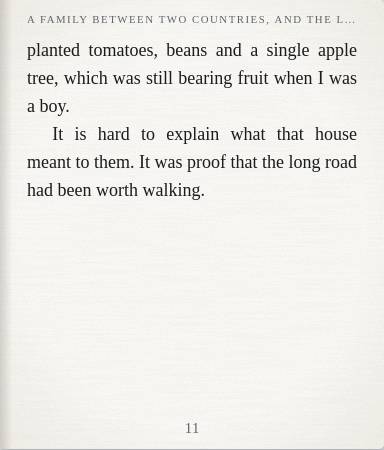 A FAMILY BETWEEN TWO COUNTRIES, AND THE L...
planted tomatoes, beans and a single apple
tree, which was still bearing fruit when I was
a boy.
It is hard to explain what that house
meant to them. It was proof that the long road
had been worth walking.
11